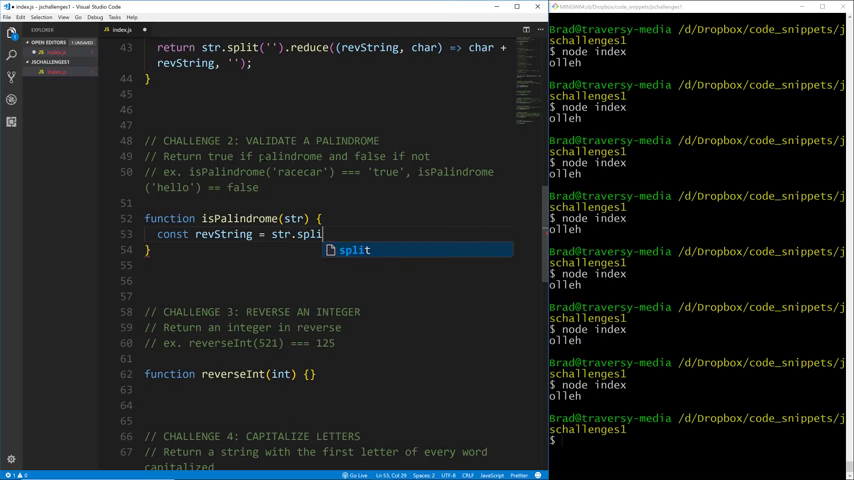 index.js - jschallenges1 - Visual Studio Code
MINGW64:/d/Dropbox/code_snippets/jschallenges1
File Edit Selection View Go Debug Tasks Help
EXPLORER
OPEN EDITORS 1 UNSAVED
index.js
JSCHALLENGES1
index.js
index.js
43 return str.split('').reduce((revString, char) => char +
revString, '');
44 }
45
46
47
48 // CHALLENGE 2: VALIDATE A PALINDROME
49 // Return true if palindrome and false if not
50 // ex. isPalindrome('racecar') === 'true', isPalindrome
('hello') == false
51
52 function isPalindrome(str) {
53 const revString = str.spli
split
54 }
55
56
57
58 // CHALLENGE 3: REVERSE AN INTEGER
59 // Return an integer in reverse
60 // ex. reverseInt(521) === 125
61
62 function reverseInt(int) {}
63
64
65
66 // CHALLENGE 4: CAPITALIZE LETTERS
67 // Return a string with the first letter of every word
capitalized
1 0
Go Live Ln 53, Col 29 Spaces: 2 UTF-8 CRLF JavaScript Prettier
Brad@traversy-media /d/Dropbox/code_snippets/j
schallenges1
$ node index
olleh
Brad@traversy-media /d/Dropbox/code_snippets/j
schallenges1
$ node index
olleh
Brad@traversy-media /d/Dropbox/code_snippets/j
schallenges1
$ node index
olleh
Brad@traversy-media /d/Dropbox/code_snippets/j
schallenges1
$ node index
olleh
Brad@traversy-media /d/Dropbox/code_snippets/j
schallenges1
$ node index
olleh
Brad@traversy-media /d/Dropbox/code_snippets/j
schallenges1
$ node index
olleh
Brad@traversy-media /d/Dropbox/code_snippets/j
schallenges1
$ node index
olleh
Brad@traversy-media /d/Dropbox/code_snippets/j
schallenges1
$